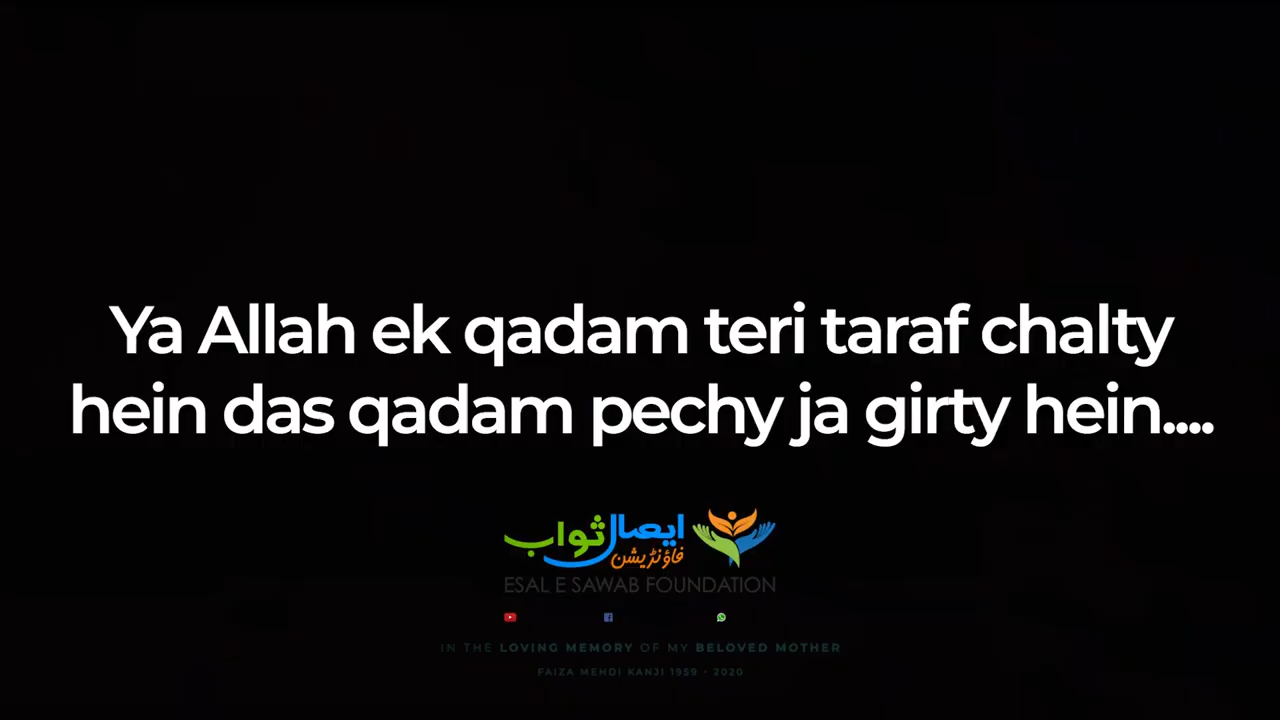 Ya Allah ek qadam teri taraf chalty
hein das qadam pechy ja girty hein....
ایصال ثواب
فاؤنڈیشن
ESAL E SAWAB FOUNDATION
IN THE LOVING MEMORY OF MY BELOVED MOTHER
FAIZA MEHDI KANJI 1959 - 2020